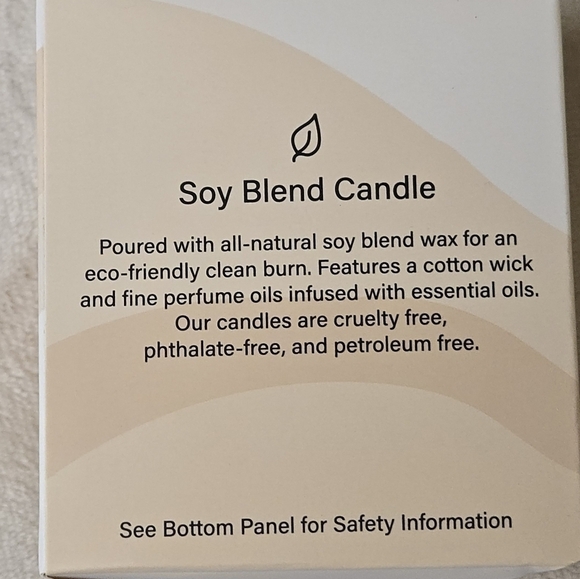 Soy Blend Candle
Poured with all-natural soy blend wax for an
eco-friendly clean burn. Features a cotton wick
and fine perfume oils infused with essential oils.
Our candles are cruelty free,
phthalate-free, and petroleum free.
See Bottom Panel for Safety Information